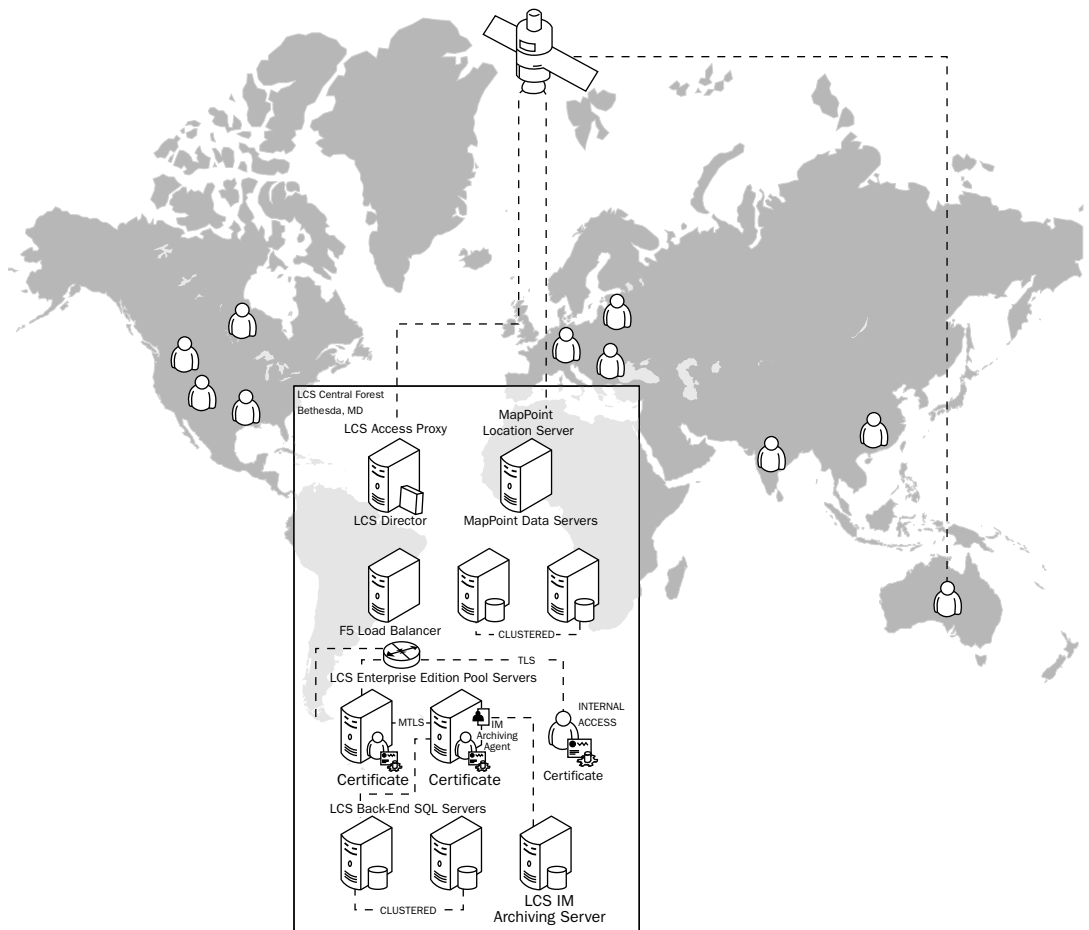 LCS Central Forest
Bethesda, MD
LCS Access Proxy
MapPoint
Location Server
LCS Director
MapPoint Data Servers
F5 Load Balancer
CLUSTERED
TLS
LCS Enterprise Edition Pool Servers
INTERNAL
ACCESS
MTLS
IM
Archiving
Agent
Certificate
Certificate
Certificate
LCS Back-End SQL Servers
CLUSTERED
LCS IM
Archiving Server